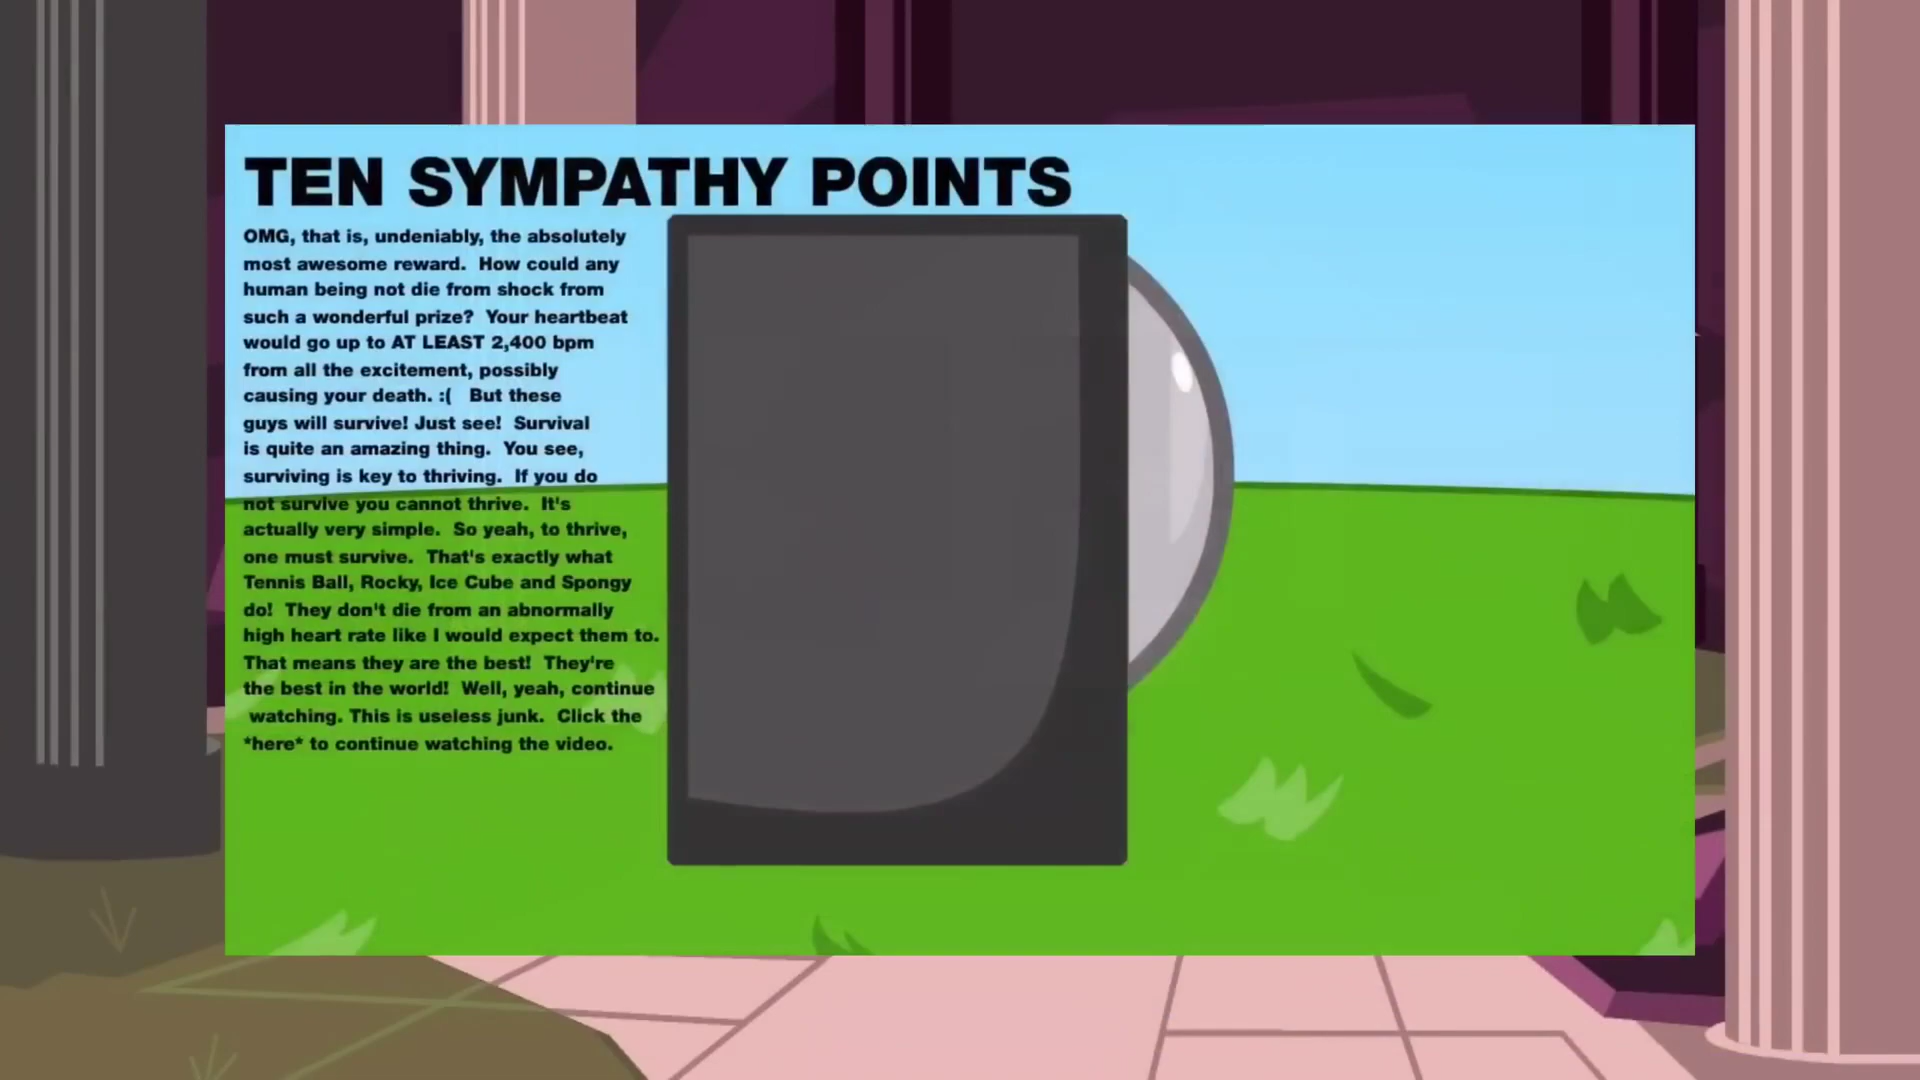 TEN SYMPATHY POINTS
OMG, that is, undeniably, the absolutely
most awesome reward.  How could any
human being not die from shock from
such a wonderful prize?  Your heartbeat
would go up to AT LEAST 2,400 bpm
from all the excitement, possibly
causing your death. :(   But these
guys will survive! Just see!  Survival
is quite an amazing thing.  You see,
surviving is key to thriving.  If you do
not survive you cannot thrive.  It's
actually very simple.  So yeah, to thrive,
one must survive.  That's exactly what
Tennis Ball, Rocky, Ice Cube and Spongy
do!  They don't die from an abnormally
high heart rate like I would expect them to.
That means they are the best!  They're
the best in the world!  Well, yeah, continue
watching. This is useless junk.  Click the
*here* to continue watching the video.